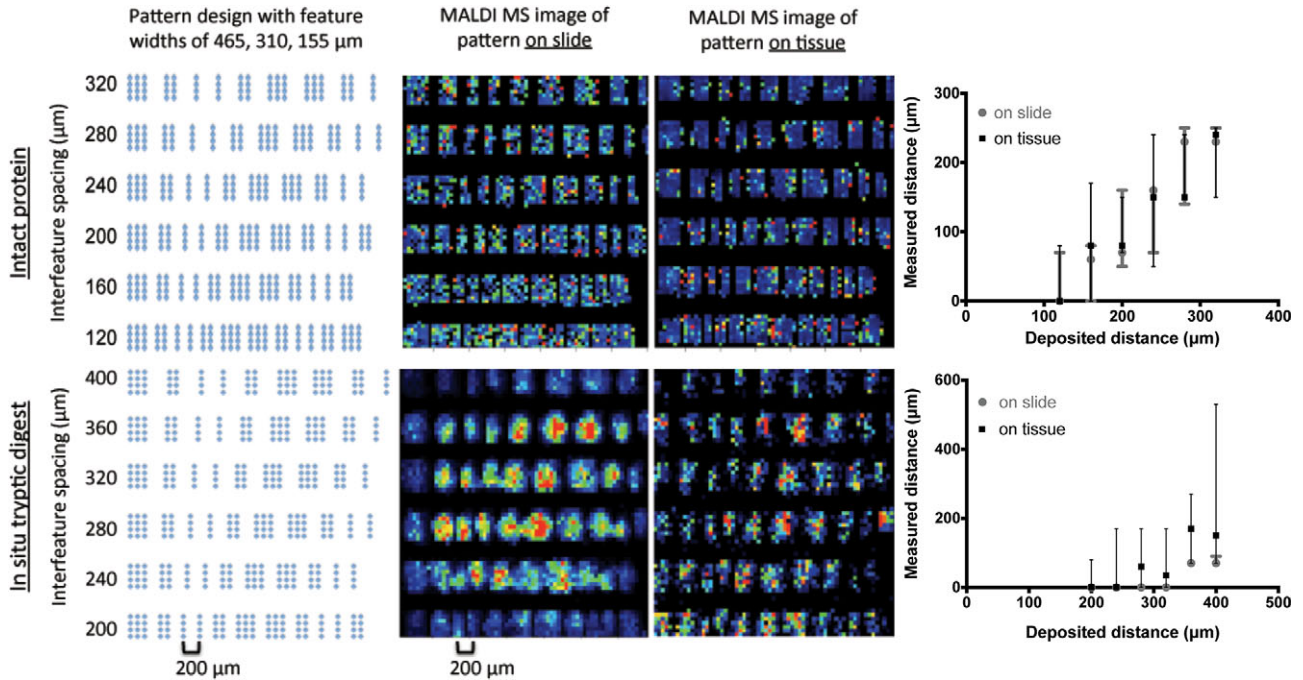 Pattern design with feature
widths of 465, 310, 155 µm
MALDI MS image of
pattern on slide
MALDI MS image of
pattern on tissue
Intact protein
Interfeature spacing (µm)
320
280
240
200
160
120
In situ tryptic digest
Interfeature spacing (µm)
400
360
320
280
240
200
200 µm
200 µm
Measured distance (µm)
300
200
100
0
on slide
on tissue
0
100
200
300
400
Deposited distance (µm)
Measured distance (µm)
600
400
200
0
on slide
on tissue
0
100
200
300
400
500
Deposited distance (µm)